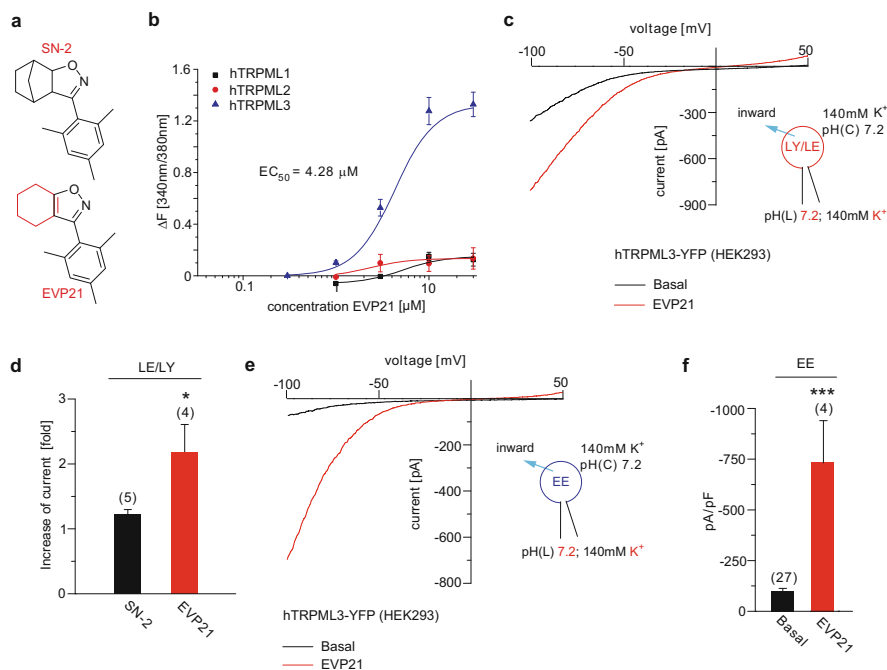 a
SN-2
O
N
O
N
EVP21
b
hTRPML1
hTRPML2
hTRPML3
EC50 = 4.28 µM
ΔF [340nm/380nm]
1.6
1.2
0.8
0.4
0
0.1
1
10
concentration EVP21 [µM]
c
voltage [mV]
-100
-50
50
-300
-600
-900
current [pA]
inward
140mM K+
pH(C) 7.2
LY/LE
pH(L) 7.2; 140mM K+
hTRPML3-YFP (HEK293)
Basal
EVP21
d
LE/LY
Increase of current [fold]
3
2
1
0
(5)
*
(4)
SN-2
EVP21
e
voltage [mV]
-100
-50
50
-200
-400
-600
-800
current [pA]
inward
140mM K+
pH(C) 7.2
EE
pH(L) 7.2; 140mM K+
hTRPML3-YFP (HEK293)
Basal
EVP21
f
EE
pA/pF
-1000
-750
-500
-250
0
(27)
***
(4)
Basal
EVP21